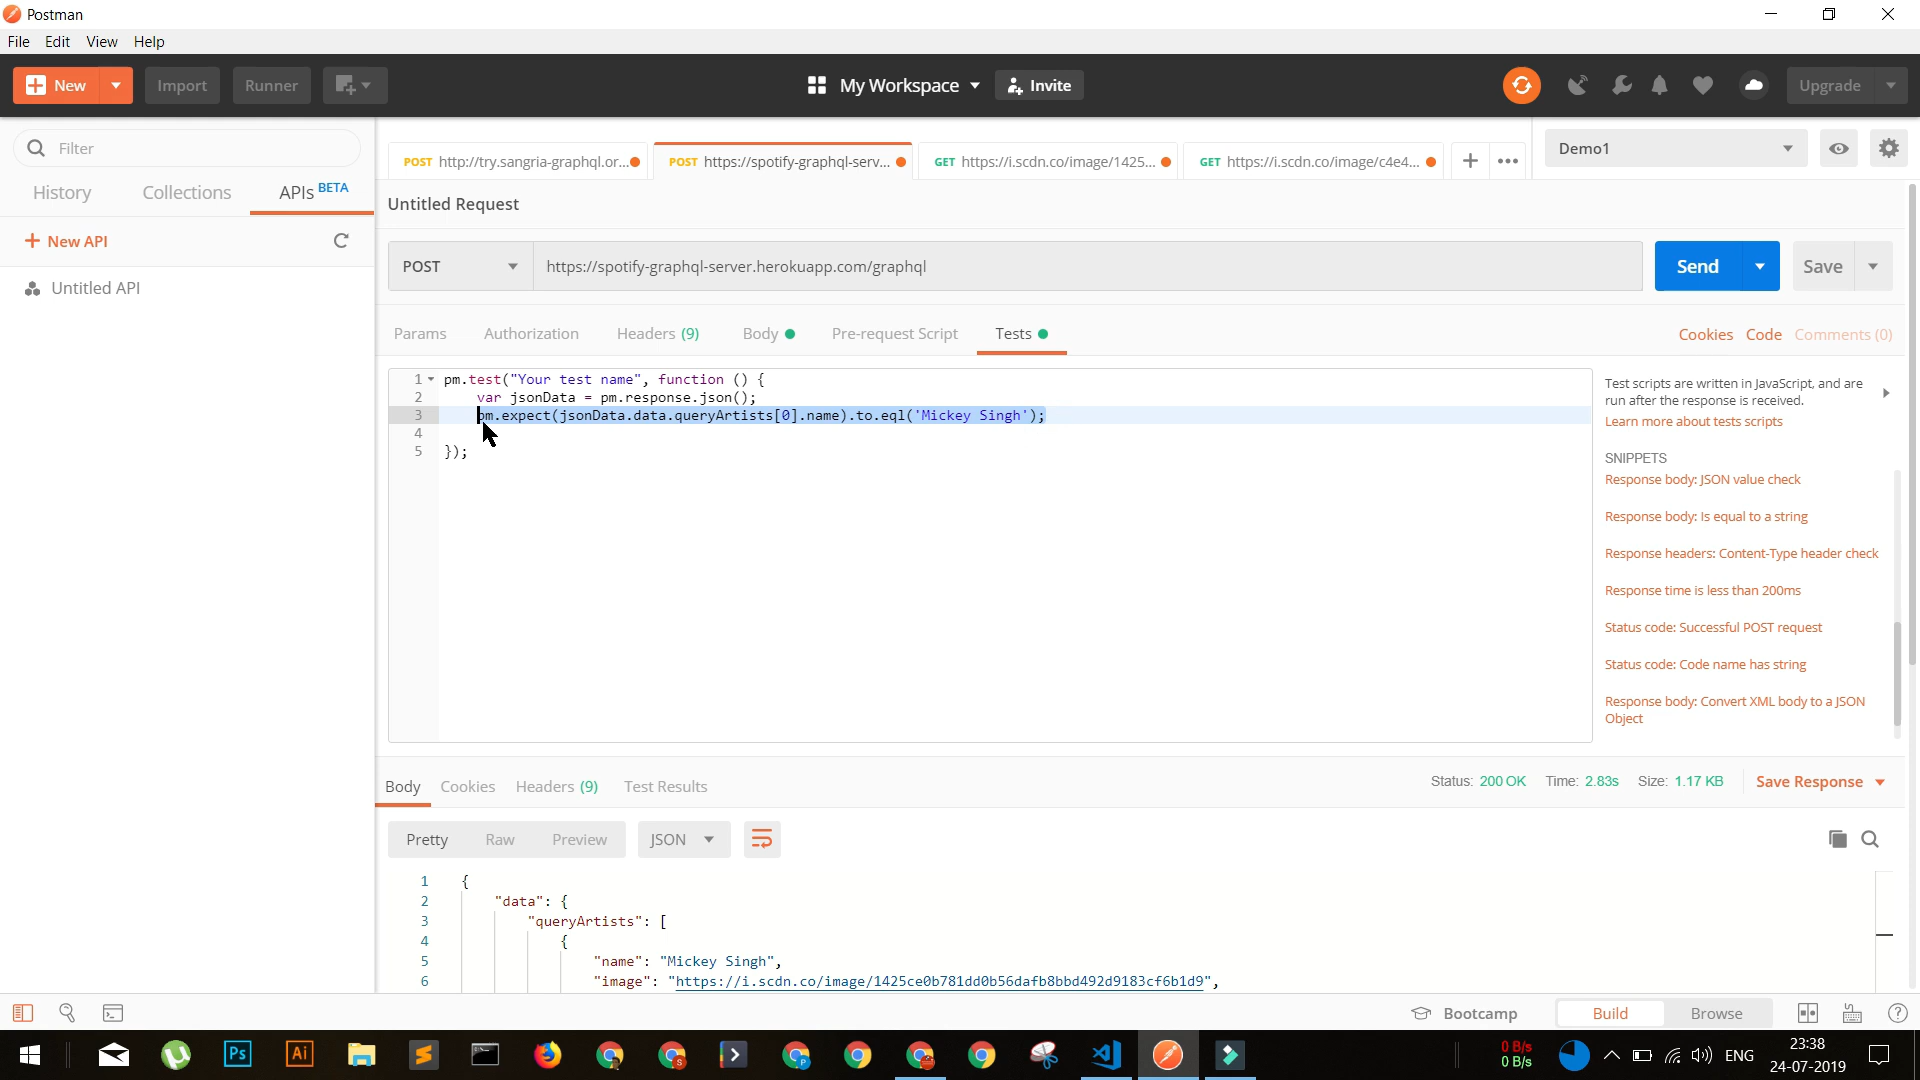 Postman
File Edit View Help
New Import Runner My Workspace Invite Upgrade
Filter
History Collections APIs BETA
New API
Untitled API
POST http://try.sangria-graphql.or... POST https://spotify-graphql-serv... GET https://i.scdn.co/image/1425... GET https://i.scdn.co/image/c4e4... Demo1
Untitled Request
POST https://spotify-graphql-server.herokuapp.com/graphql Send Save
Params Authorization Headers (9) Body Pre-request Script Tests Cookies Code Comments (0)
1 pm.test("Your test name", function () {
2 var jsonData = pm.response.json();
3 pm.expect(jsonData.data.queryArtists[0].name).to.eql('Mickey Singh');
4
5 });
Test scripts are written in JavaScript, and are
run after the response is received.
Learn more about tests scripts
SNIPPETS
Response body: JSON value check
Response body: Is equal to a string
Response headers: Content-Type header check
Response time is less than 200ms
Status code: Successful POST request
Status code: Code name has string
Response body: Convert XML body to a JSON
Object
Body Cookies Headers (9) Test Results Status: 200 OK Time: 2.83s Size: 1.17 KB Save Response
Pretty Raw Preview JSON
1 {
2 "data": {
3 "queryArtists": [
4 {
5 "name": "Mickey Singh",
6 "image": "https://i.scdn.co/image/1425ce0b781dd0b56dafb8bbd492d9183cf6b1d9",
Bootcamp Build Browse
Ps Ai 0 B/s ENG 23:38
0 B/s 24-07-2019